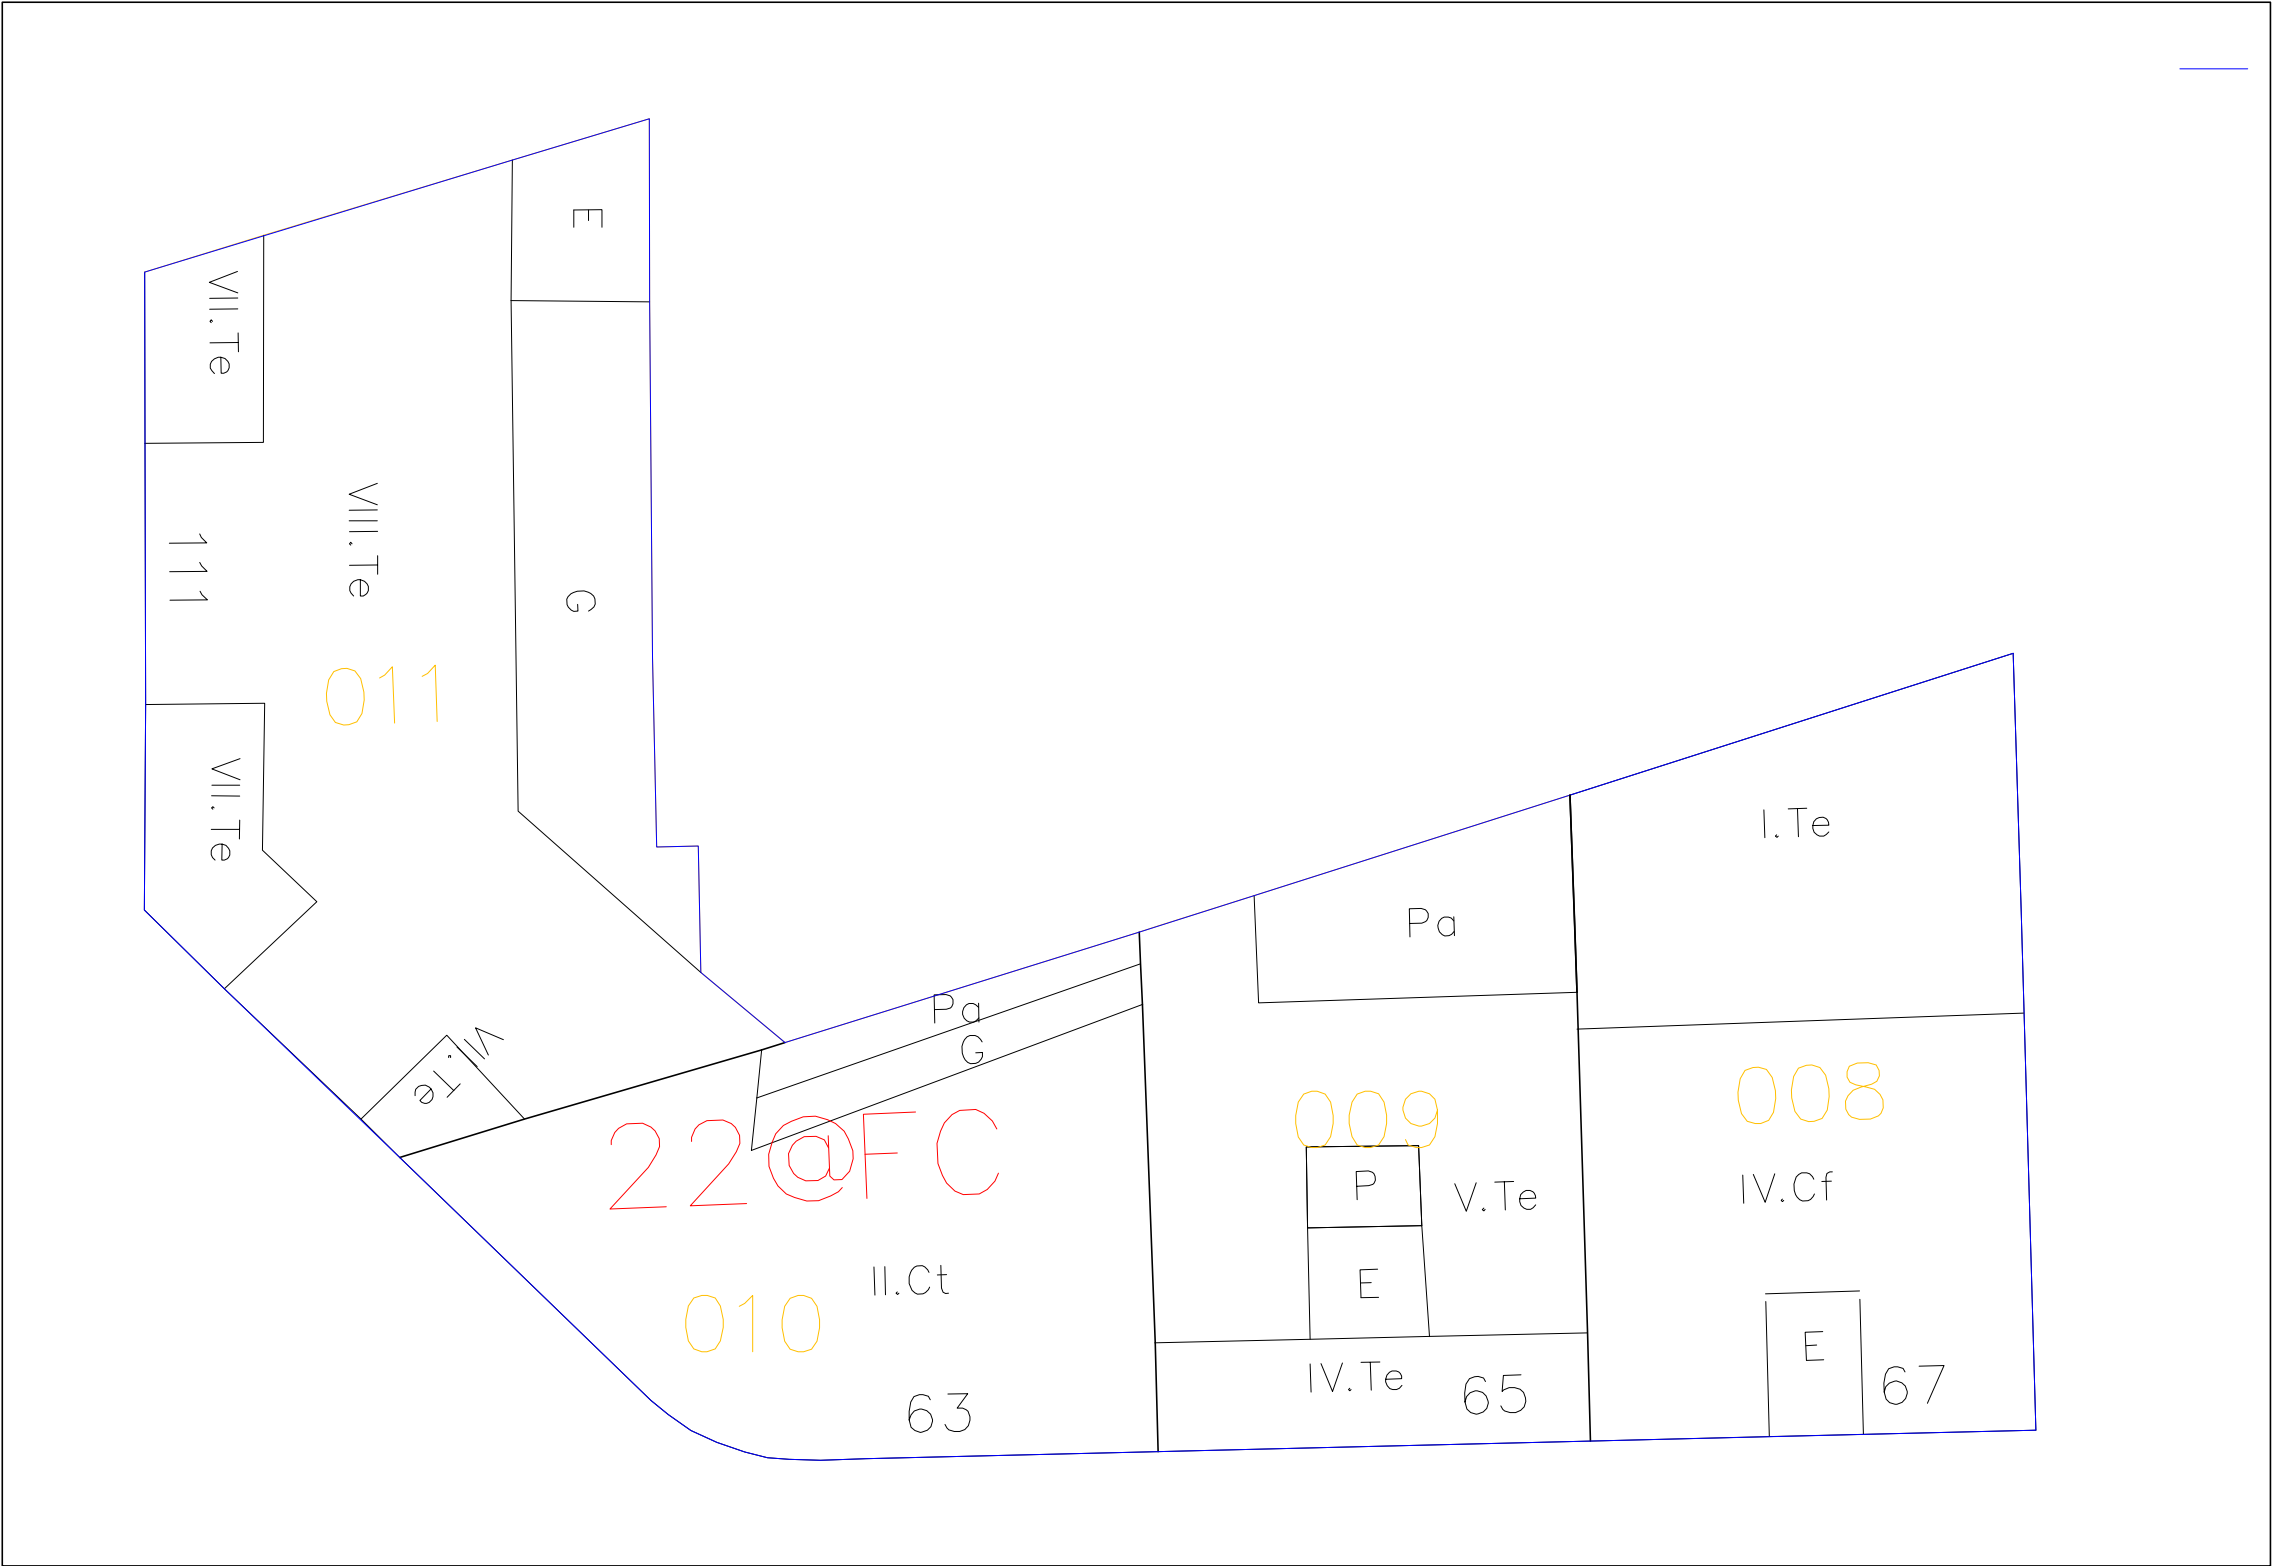 E
VII.Te
VIII.Te
111
G
011
VII.Te
I.Te
Pa
Pa
G
VI.Te
22@FC
009
008
P
V.Te
IV.Cf
II.Ct
E
010
E
IV.Te
65
67
63